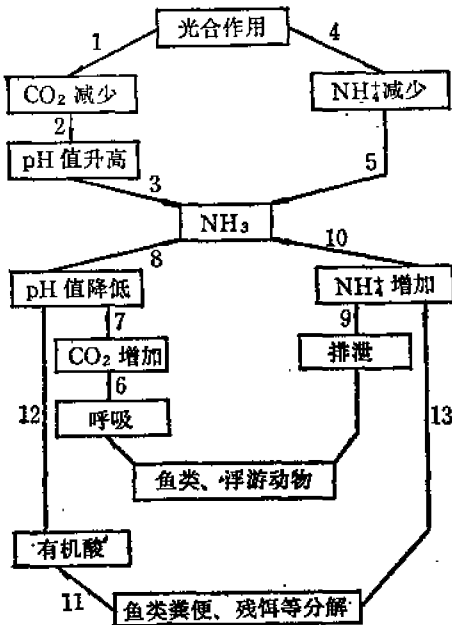 光合作用
1
4
CO₂ 减少
NH₄⁺减少
2
pH 值升高
5
3
NH₃
8
10
pH 值降低
NH₄⁺增加
7
9
CO₂ 增加
排泄
6
12
呼吸
13
鱼类、浮游动物
有机酸
11
鱼类粪便、残饵等分解